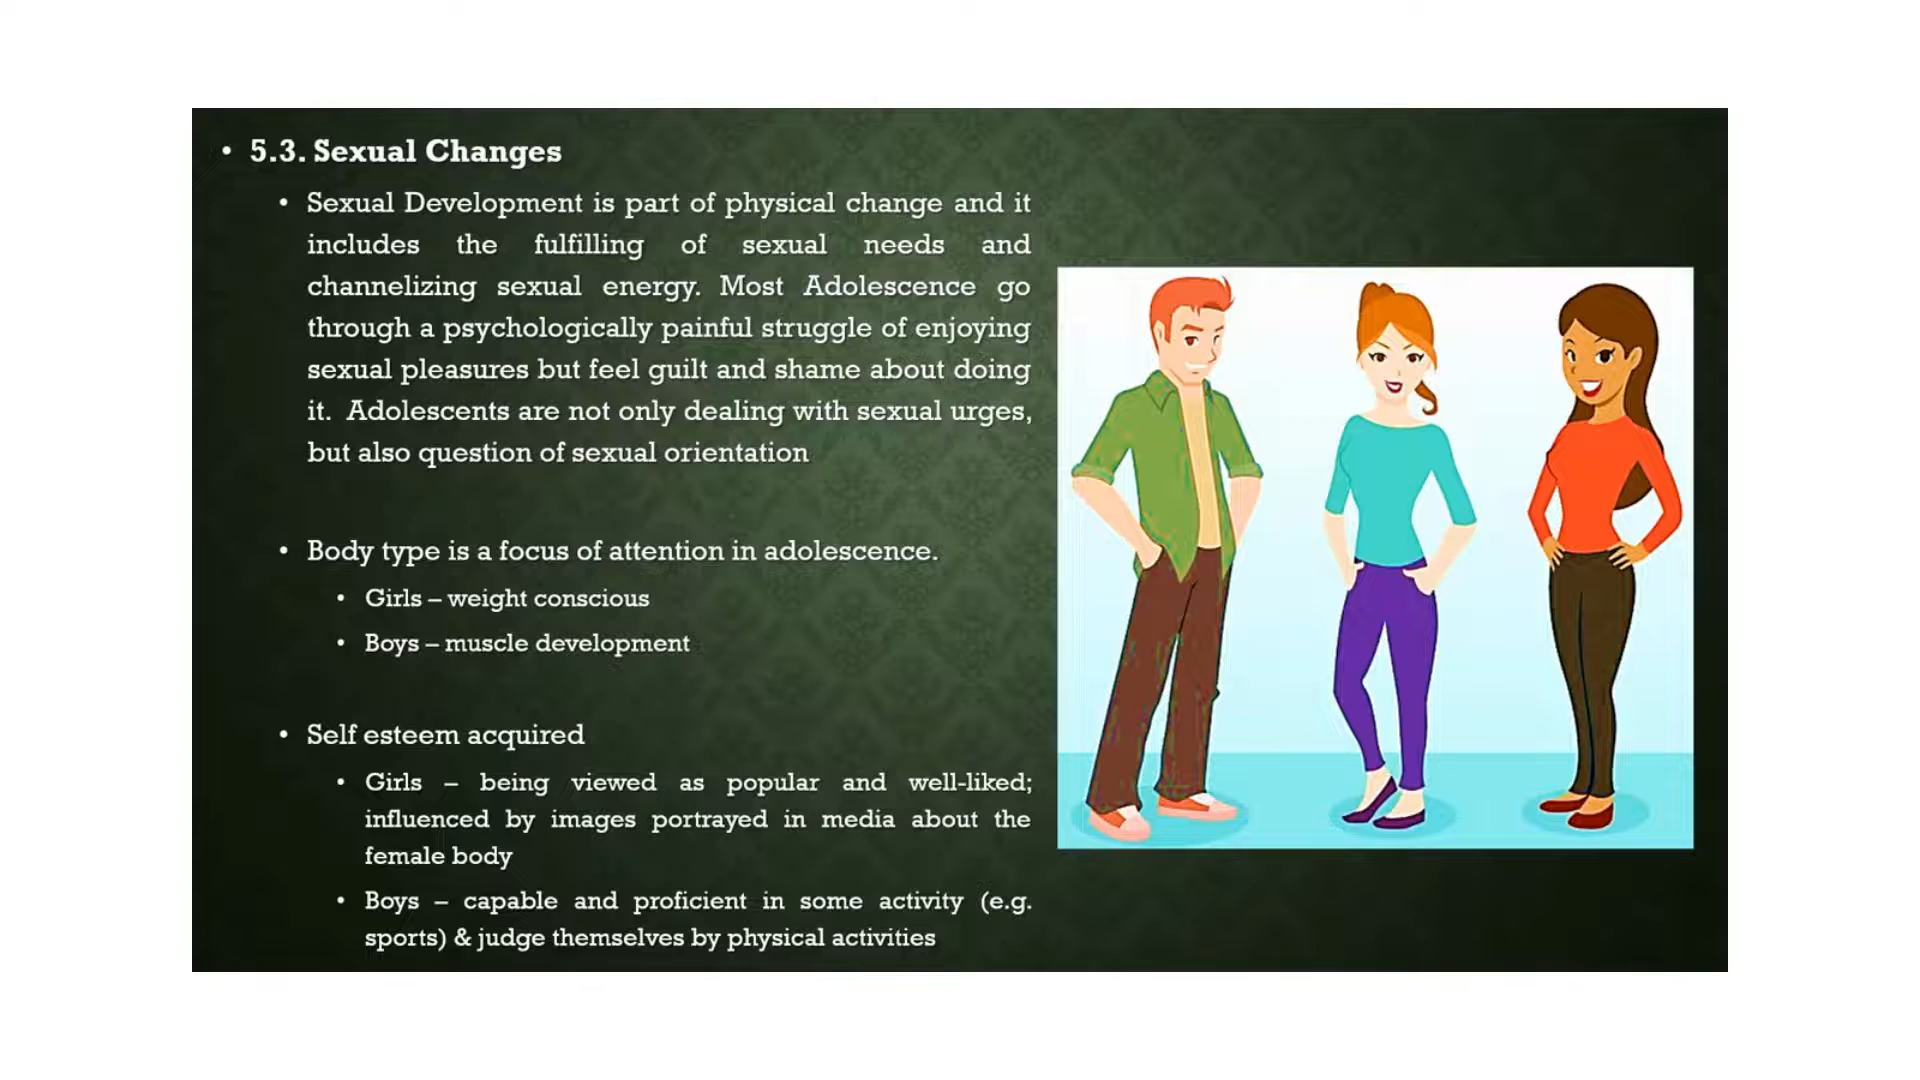 • 5.3. Sexual Changes
• Sexual Development is part of physical change and it
includes the fulfilling of sexual needs and
channelizing sexual energy. Most Adolescence go
through a psychologically painful struggle of enjoying
sexual pleasures but feel guilt and shame about doing
it. Adolescents are not only dealing with sexual urges,
but also question of sexual orientation
• Body type is a focus of attention in adolescence.
• Girls – weight conscious
• Boys – muscle development
• Self esteem acquired
• Girls – being viewed as popular and well-liked;
influenced by images portrayed in media about the
female body
• Boys – capable and proficient in some activity (e.g.
sports) & judge themselves by physical activities